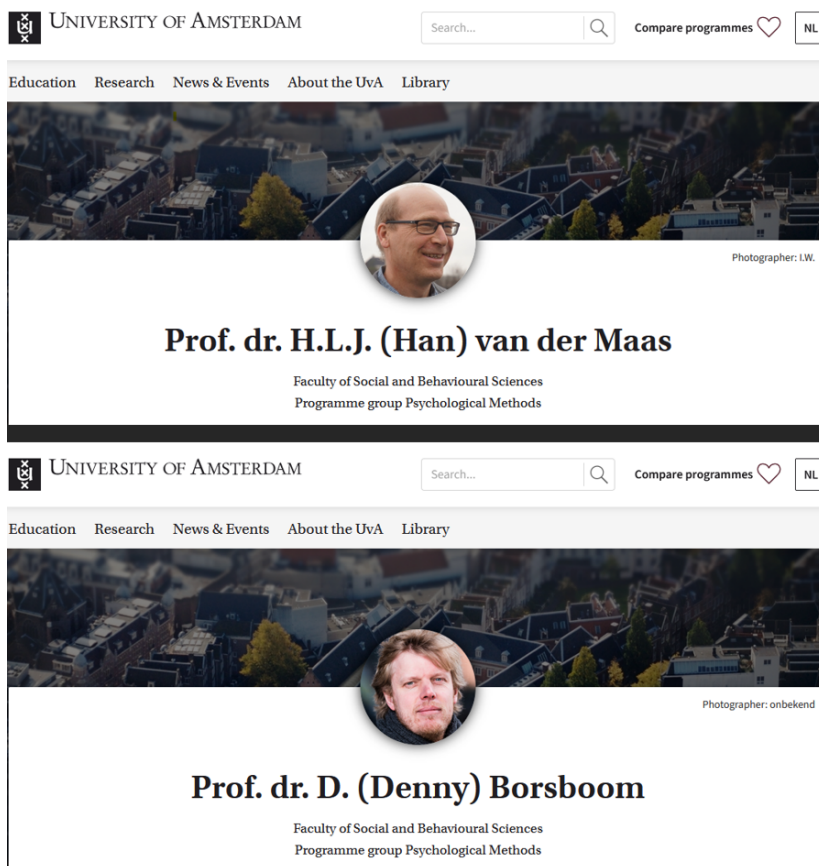 UNIVERSITY OF AMSTERDAM
Search...
Compare programmes
NL
Education Research News & Events About the UvA Library
Photographer: I.W.
Prof. dr. H.L.J. (Han) van der Maas
Faculty of Social and Behavioural Sciences
Programme group Psychological Methods
UNIVERSITY OF AMSTERDAM
Search...
Compare programmes
NL
Education Research News & Events About the UvA Library
Photographer: onbekend
Prof. dr. D. (Denny) Borsboom
Faculty of Social and Behavioural Sciences
Programme group Psychological Methods